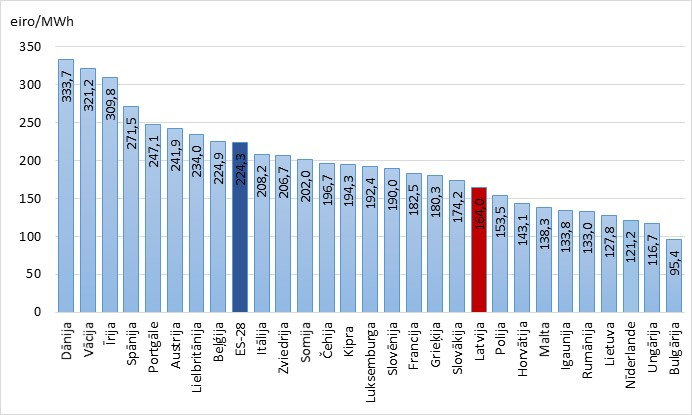 eiro/MWh
350
300
250
200
150
100
50
0
333,7
321,2
309,8
271,5
247,1
241,9
234,0
224,9
224,3
208,2
206,7
202,0
196,7
194,3
192,4
190,0
182,5
180,3
174,2
164,0
153,5
143,1
138,3
133,8
133,0
127,8
121,2
116,7
95,4
Dānija
Vācija
Īrija
Spānija
Portgāle
Austrija
Lielbritānija
Beļģija
ES-28
Itālija
Zviedrija
Somija
Čehija
Kipra
Luksemburga
Slovēnija
Francija
Grieķija
Slovākija
Latvija
Polija
Horvātija
Malta
Igaunija
Rumānija
Lietuva
Nīderlande
Ungārija
Bulgārija